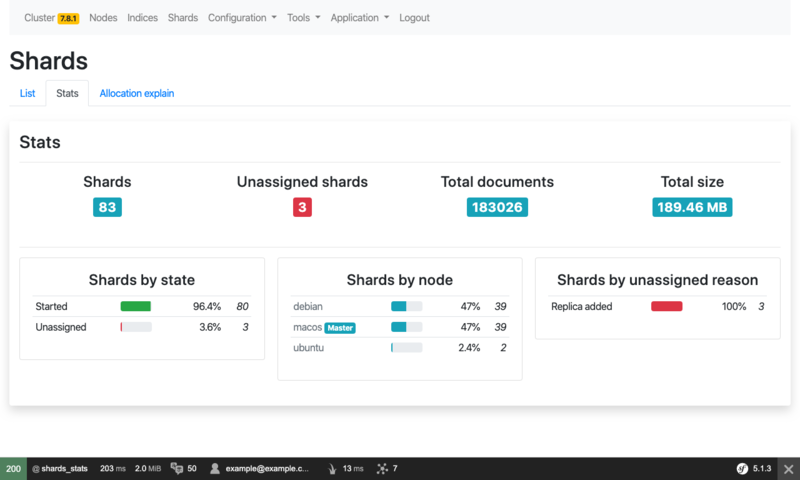 Cluster 7.8.1 Nodes Indices Shards Configuration Tools Application Logout
Shards
List Stats Allocation explain
Stats
Shards Unassigned shards Total documents Total size
83 3 183026 189.46 MB
Shards by state
Started 96.4% 80
Unassigned 3.6% 3
Shards by node
debian 47% 39
macos Master 47% 39
ubuntu 2.4% 2
Shards by unassigned reason
Replica added 100% 3
200 @ shards_stats 203 ms 2.0 MiB 50 example@example.c... 13 ms 7 sf 5.1.3